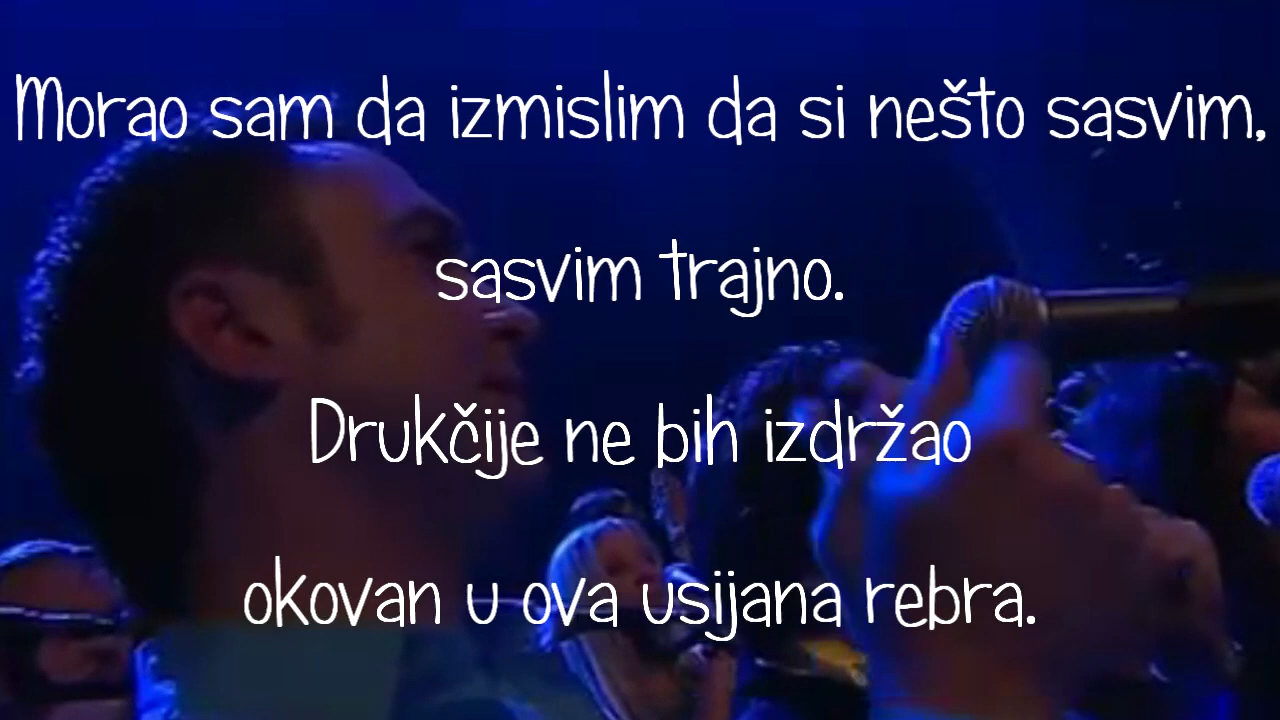 Morao sam da izmislim da si nešto sasvim,
sasvim trajno.
Drukčije ne bih izdržao
okovan u ova usijana rebra.